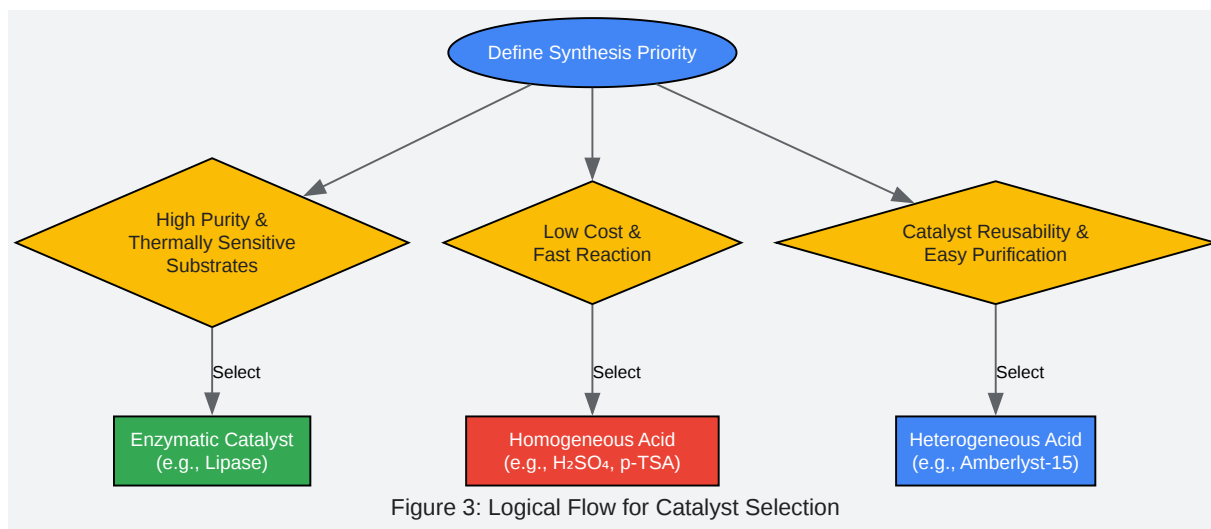 Define Synthesis Priority
High Purity &
Thermally Sensitive
Substrates
Low Cost &
Fast Reaction
Catalyst Reusability &
Easy Purification
Select
Select
Select
Enzymatic Catalyst
(e.g., Lipase)
Homogeneous Acid
(e.g., H₂SO₄, p-TSA)
Heterogeneous Acid
(e.g., Amberlyst-15)
Figure 3: Logical Flow for Catalyst Selection